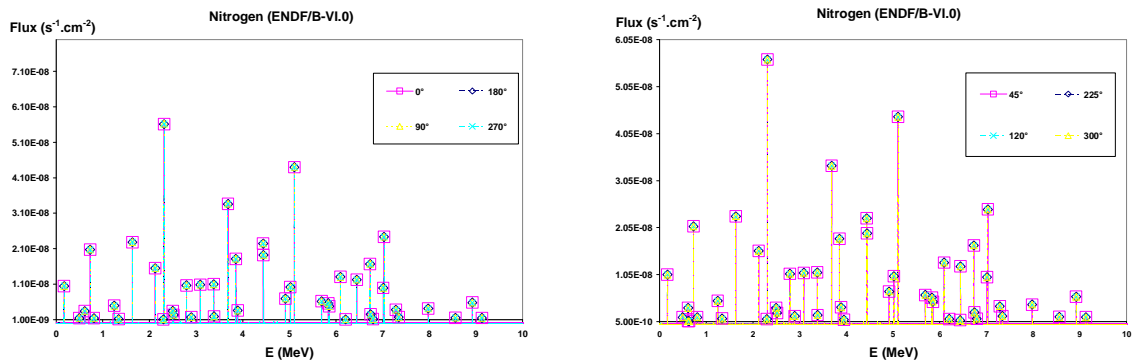 Nitrogen (ENDF/B-VI.0)
Flux (s⁻¹.cm⁻²)
7.10E-08
6.10E-08
5.10E-08
4.10E-08
3.10E-08
2.10E-08
1.10E-08
1.00E-09
0 1 2 3 4 5 6 7 8 9 10
E (MeV)
0° 180°
90° 270°
Nitrogen (ENDF/B-VI.0)
Flux (s⁻¹.cm⁻²)
6.05E-08
5.05E-08
4.05E-08
3.05E-08
2.05E-08
1.05E-08
5.00E-10
0 1 2 3 4 5 6 7 8 9 10
E (MeV)
45° 225°
120° 300°